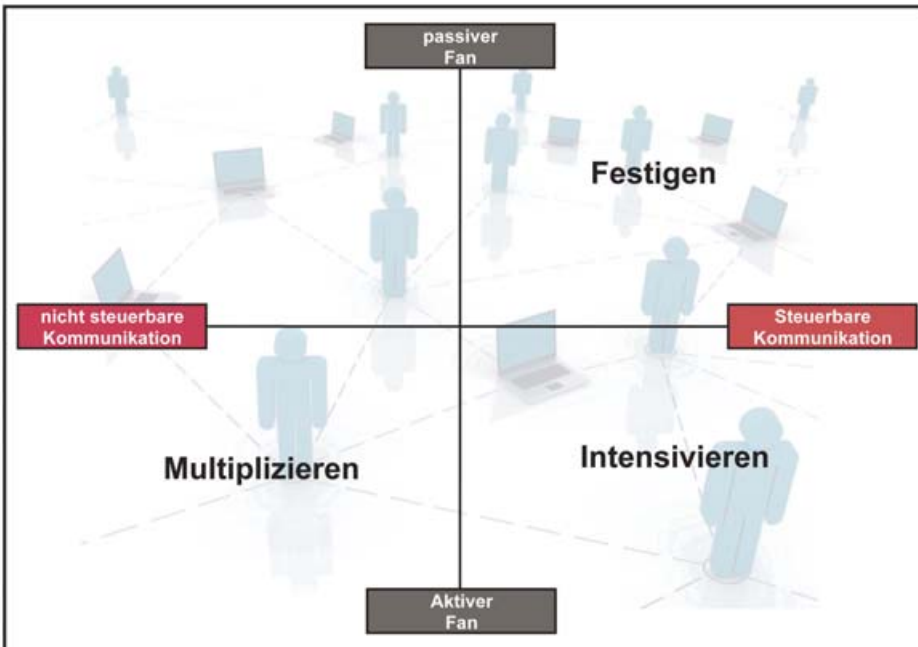 passiver
Fan
Festigen
nicht steuerbare
Kommunikation
Steuerbare
Kommunikation
Multiplizieren
Intensivieren
Aktiver
Fan